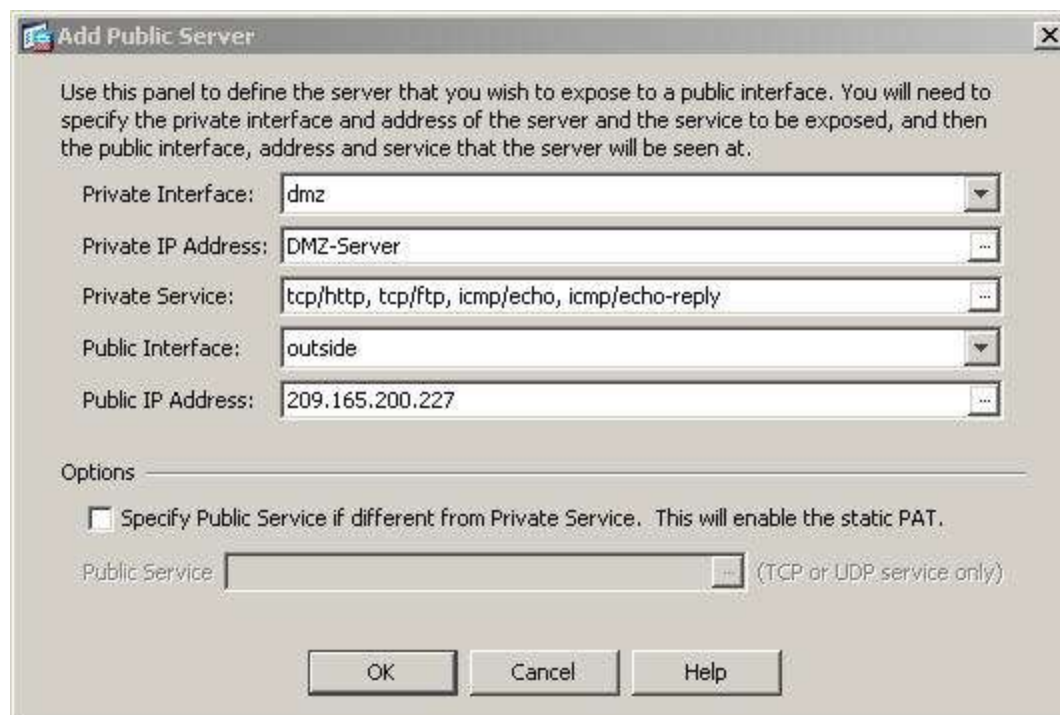 Add Public Server
Use this panel to define the server that you wish to expose to a public interface. You will need to
specify the private interface and address of the server and the service to be exposed, and then
the public interface, address and service that the server will be seen at.
Private Interface: dmz
Private IP Address: DMZ-Server ...
Private Service: tcp/http, tcp/ftp, icmp/echo, icmp/echo-reply ...
Public Interface: outside
Public IP Address: 209.165.200.227 ...
Options
Specify Public Service if different from Private Service. This will enable the static PAT.
Public Service ... (TCP or UDP service only)
OK Cancel Help